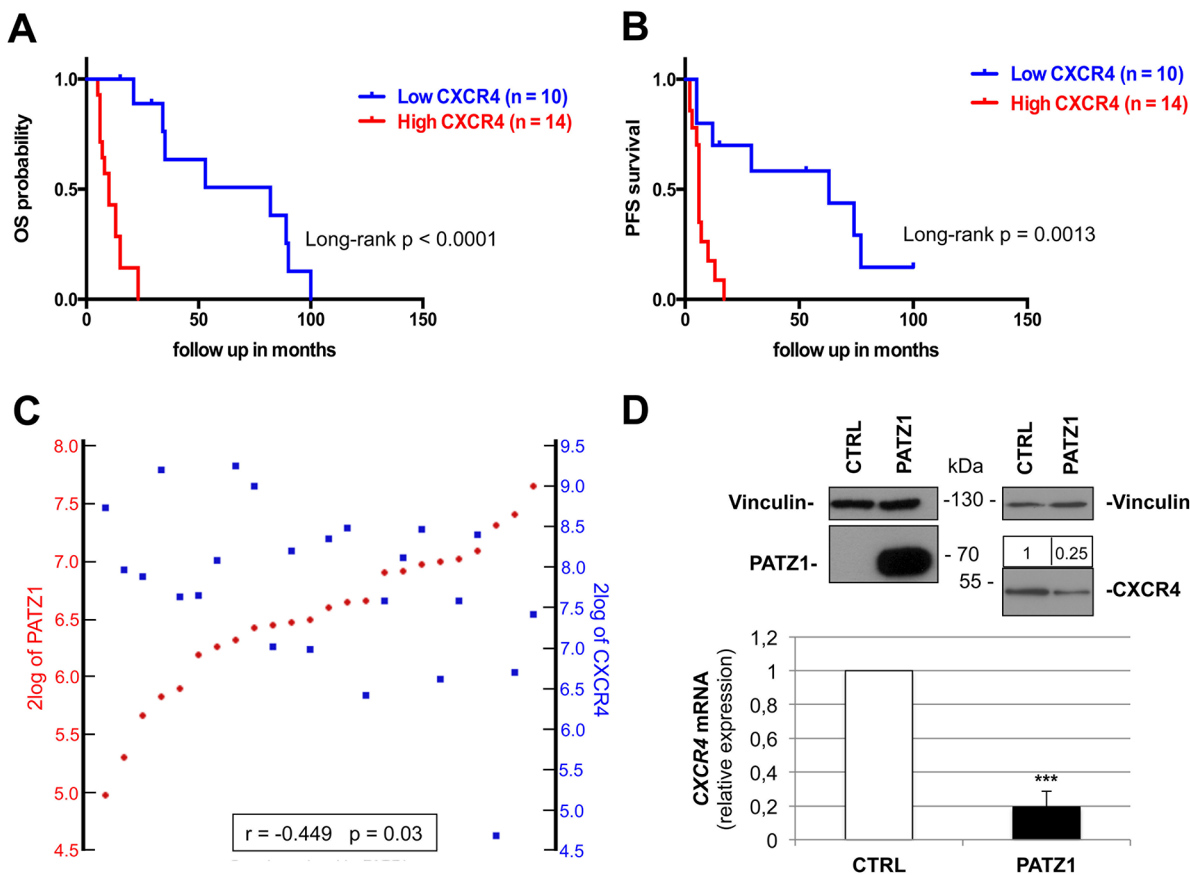 A
1.0
0.5
0.0
OS probability
Low CXCR4 (n = 10)
High CXCR4 (n = 14)
Long-rank p < 0.0001
0 50 100 150
follow up in months
B
1.0
0.5
0.0
PFS survival
Low CXCR4 (n = 10)
High CXCR4 (n = 14)
Long-rank p = 0.0013
0 50 100 150
follow up in months
C
2log of PATZ1
8.0
7.5
7.0
6.5
6.0
5.5
5.0
4.5
9.5
9.0
8.5
8.0
7.5
7.0
6.5
6.0
5.5
5.0
4.5
2log of CXCR4
r = -0.449 p = 0.03
D
CTRL PATZ1 kDa CTRL PATZ1
Vinculin- -130 - -Vinculin
PATZ1- - 70 1 0.25
55 - -CXCR4
CXCR4 mRNA
(relative expression)
1,2
1
0,8
0,6
0,4
0,2
0
***
CTRL PATZ1